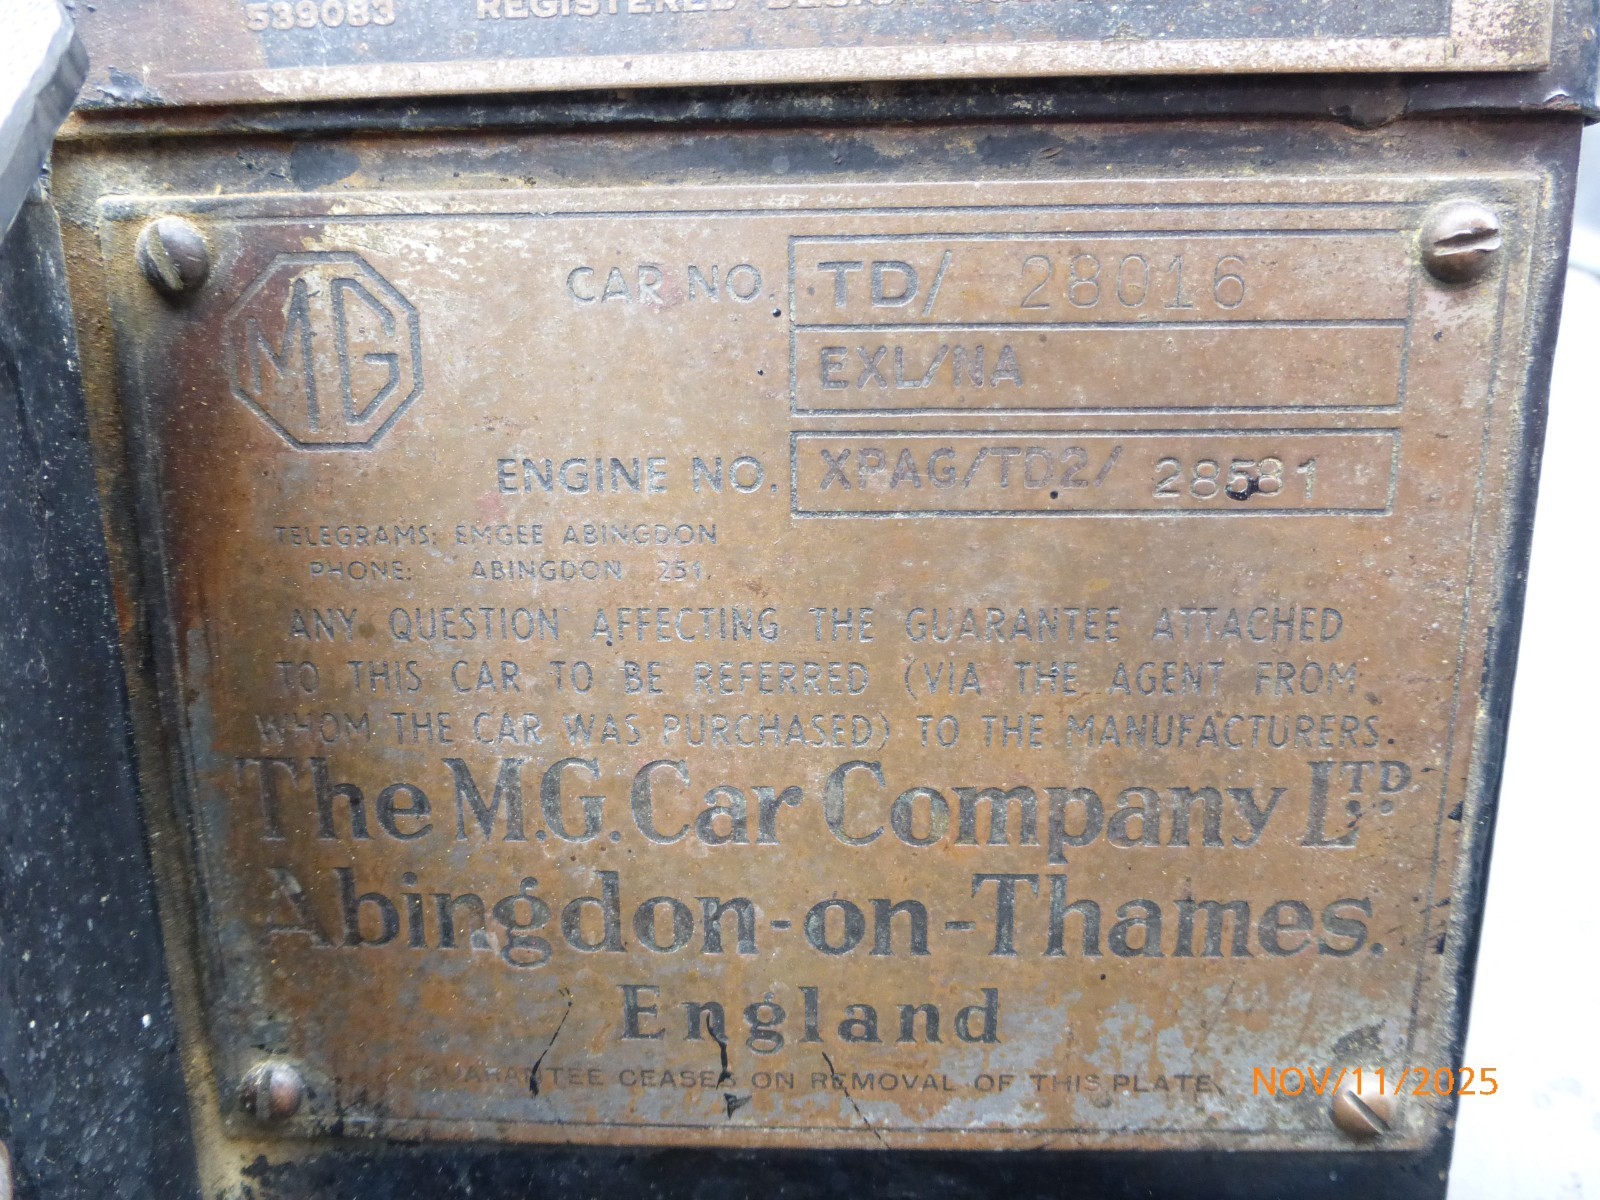 539083 REGISTERED
MG
CAR NO. TD/ 28016
EXL/NA
ENGINE NO. XPAG/TD2/ 28581
TELEGRAMS: EMGEE ABINGDON
PHONE: ABINGDON 251.
ANY QUESTION AFFECTING THE GUARANTEE ATTACHED
TO THIS CAR TO BE REFERRED (VIA THE AGENT FROM
WHOM THE CAR WAS PURCHASED) TO THE MANUFACTURERS.
The M.G. Car Company LTD.
Abingdon-on-Thames.
England
GUARANTEE CEASES ON REMOVAL OF THIS PLATE
NOV/11/2025